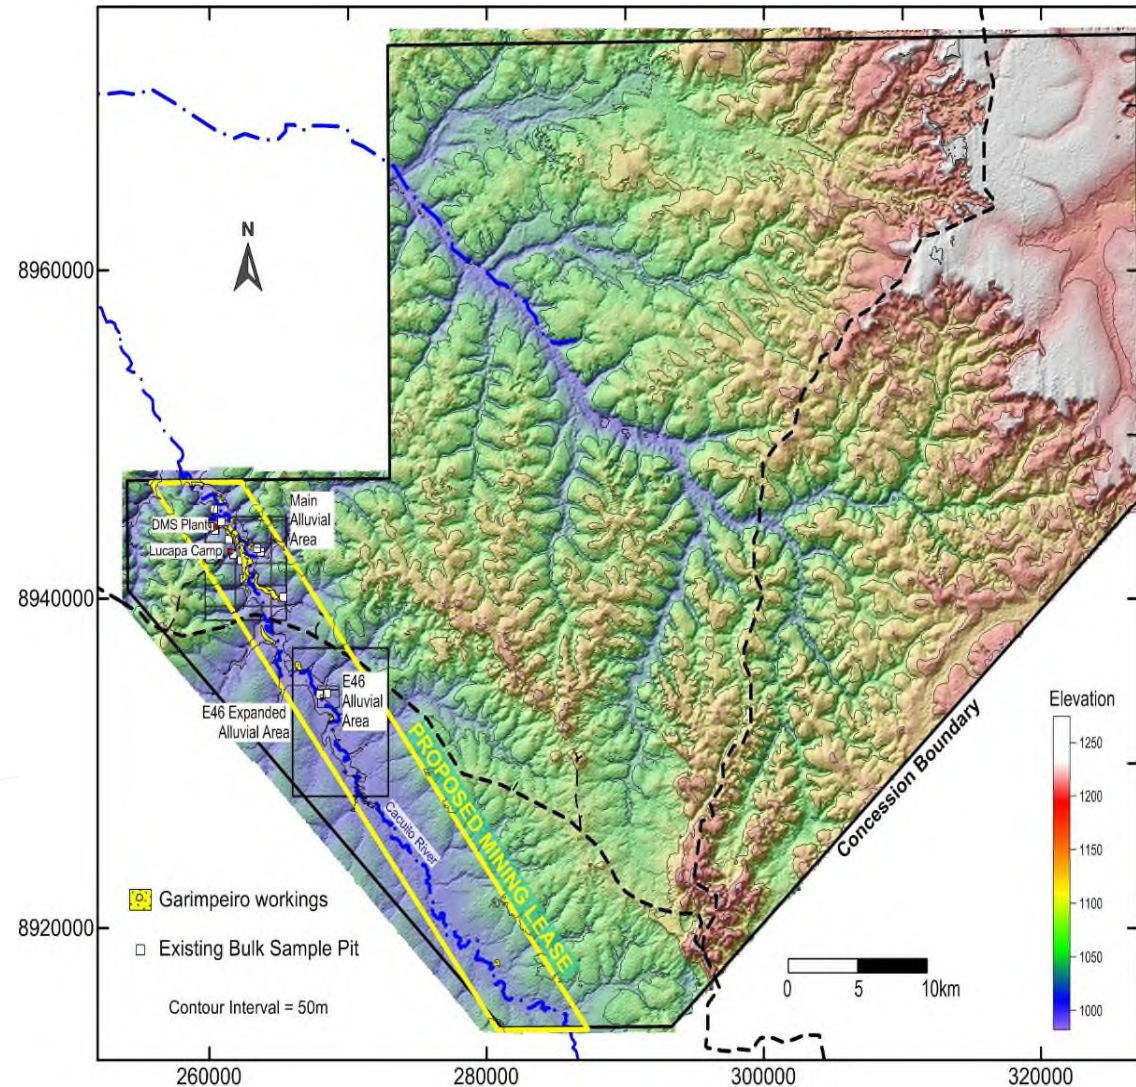 N
8960000
8940000
8920000
260000
280000
300000
320000
Main
Alluvial
Area
DMS Plant
Lucapa Camp
E46
Alluvial
Area
E46 Expanded
Alluvial Area
PROPOSED MINING LEASE
Cacuilo River
Concession Boundary
Elevation
1250
1200
1150
1100
1050
1000
Garimpeiro workings
Existing Bulk Sample Pit
Contour Interval = 50m
0 5 10km